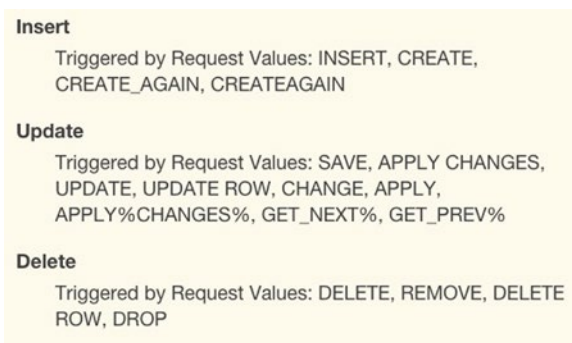 Insert
Triggered by Request Values: INSERT, CREATE,
CREATE_AGAIN, CREATEAGAIN
Update
Triggered by Request Values: SAVE, APPLY CHANGES,
UPDATE, UPDATE ROW, CHANGE, APPLY,
APPLY%CHANGES%, GET_NEXT%, GET_PREV%
Delete
Triggered by Request Values: DELETE, REMOVE, DELETE
ROW, DROP